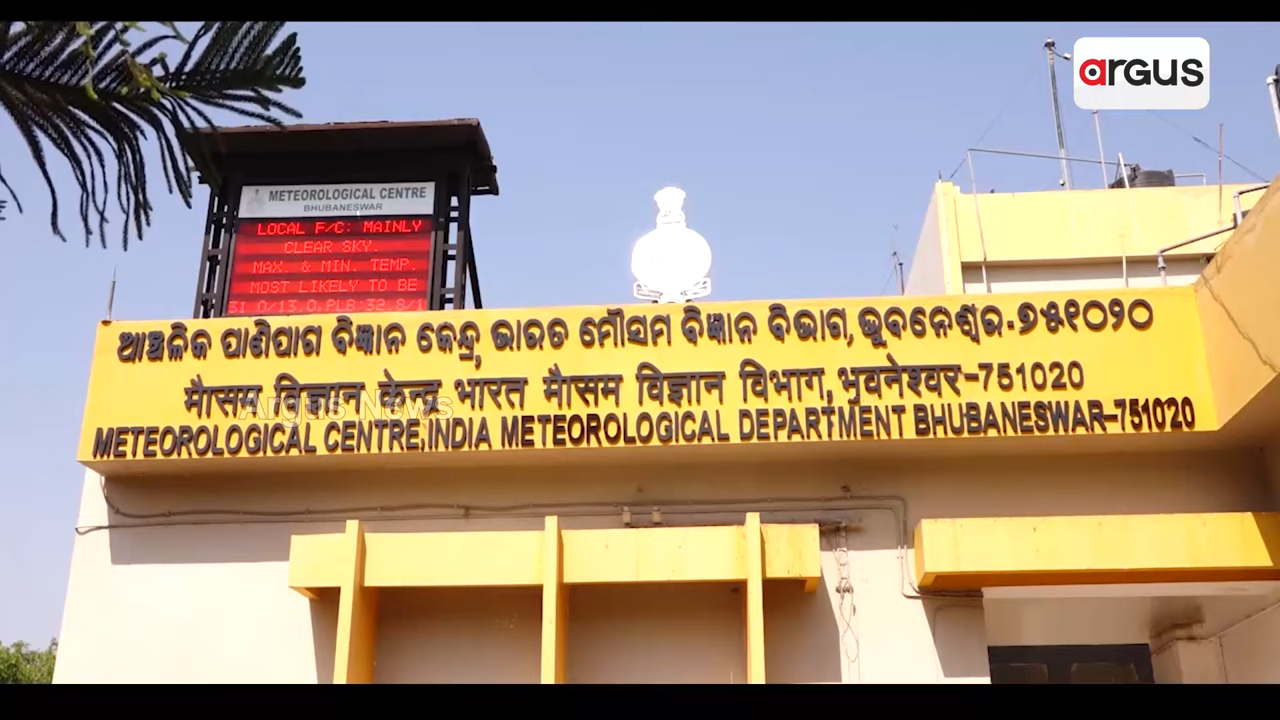 argus
METEOROLOGICAL CENTRE
BHUBANESWAR
LOCAL F/C: MAINLY
CLEAR SKY.
MAX. & MIN. TEMP.
MOST LIKELY TO BE
ଆଞ୍ଚଳିକ ପାଣିପାଗ ବିଜ୍ଞାନ କେନ୍ଦ୍ର, ଭାରତ ମୌସମ ବିଜ୍ଞାନ ବିଭାଗ, ଭୁବନେଶ୍ୱର-୭୫୧୦୨୦
मौसम विज्ञान केन्द्र भारत मौसम विज्ञान विभाग, भुवनेश्वर-751020
Argus News
METEOROLOGICAL CENTRE, INDIA METEOROLOGICAL DEPARTMENT BHUBANESWAR-751020